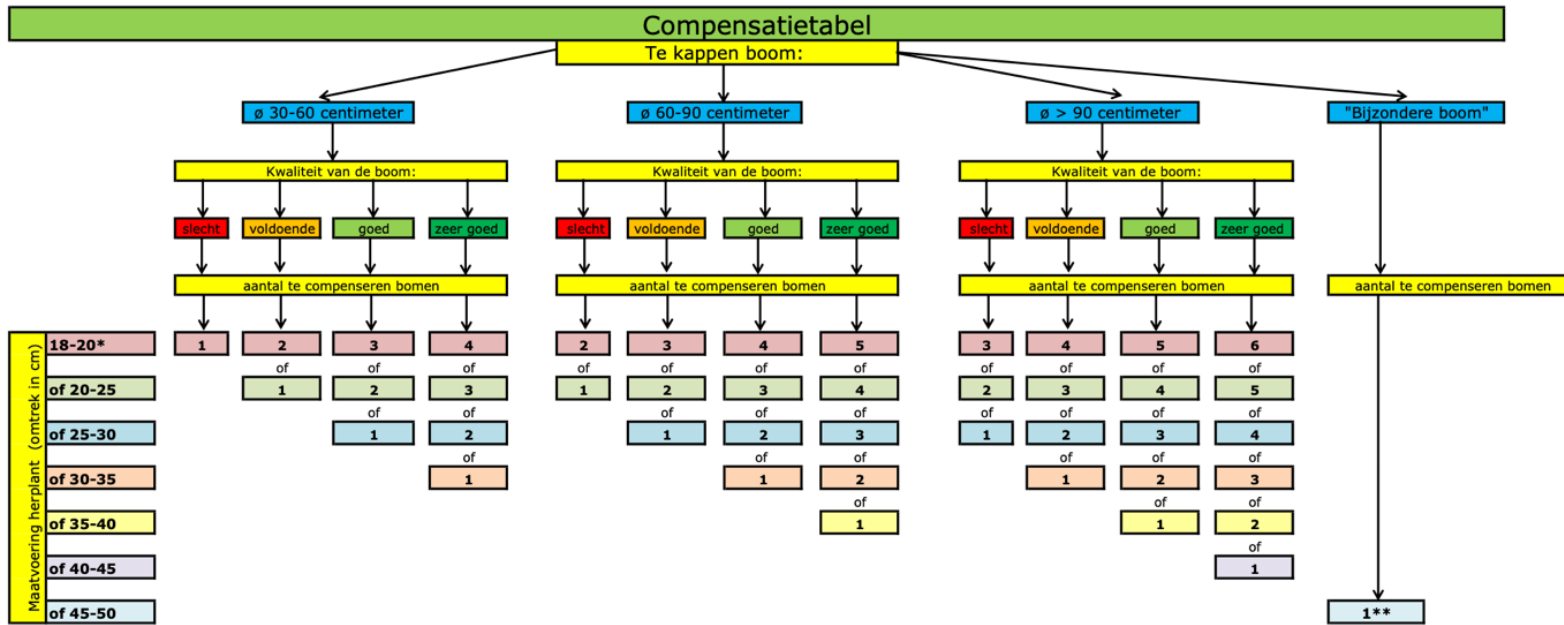 Compensatietabel
Te kappen boom:
ø 30-60 centimeter ø 60-90 centimeter ø > 90 centimeter "Bijzondere boom"
Kwaliteit van de boom: Kwaliteit van de boom: Kwaliteit van de boom:
slecht voldoende goed zeer goed slecht voldoende goed zeer goed slecht voldoende goed zeer goed
aantal te compenseren bomen aantal te compenseren bomen aantal te compenseren bomen aantal te compenseren bomen
Maatvoering herplant (omtrek in cm)
18-20* 1 2 3 4 2 3 4 5 3 4 5 6
of of of of of of of of of of of
of 20-25 1 2 3 1 2 3 4 2 3 4 5
of of of of of of of of of
of 25-30 1 2 1 2 3 1 2 3 4
of of of of of of
of 30-35 1 1 2 1 2 3
of of of
of 35-40 1 1 2
of
of 40-45 1
of 45-50 1**